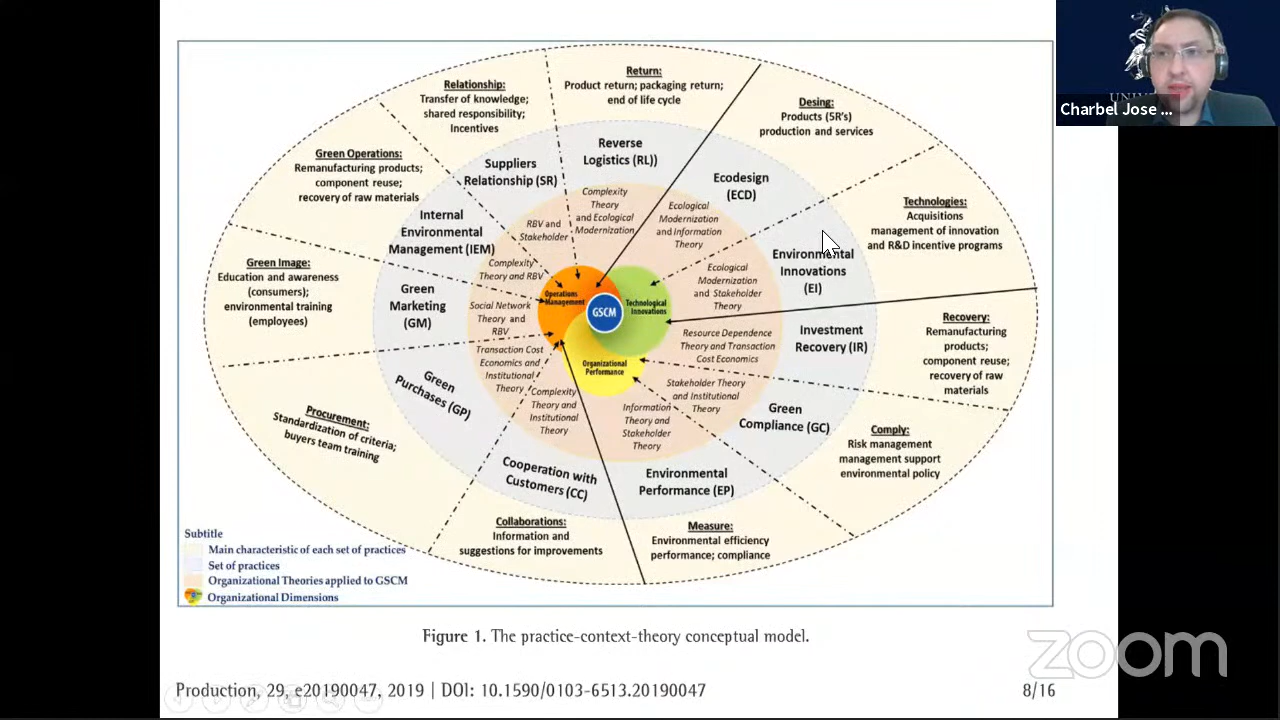 Return:
Product return; packaging return;
end of life cycle
Relationship:
Transfer of knowledge;
shared responsibility;
Incentives
Desing:
Products (5R's)
production and services
Green Operations:
Remanufacturing products;
component reuse;
recovery of raw materials
Technologies:
Acquisitions
management of innovation
and R&D incentive programs
Green Image:
Education and awareness
(consumers);
environmental training
(employees)
Recovery:
Remanufacturing
products;
component reuse;
recovery of raw
materials
Procurement:
Standardization of criteria;
buyers team training
Comply:
Risk management
management support
environmental policy
Collaborations:
Information and
suggestions for improvements
Measure:
Environmental efficiency
performance; compliance
Reverse
Logistics (RL))
Suppliers
Relationship (SR)
Ecodesign
(ECD)
Internal
Environmental
Management (IEM)
Environmental
Innovations
(EI)
Green
Marketing
(GM)
Investment
Recovery (IR)
Green
Purchases (GP)
Green
Compliance (GC)
Cooperation with
Customers (CC)
Environmental
Performance (EP)
Complexity
Theory
and Ecological
Modernization
RBV and
Stakeholder
Ecological
Modernization
and Information
Theory
Complexity
Theory and RBV
Ecological
Modernization
and Stakeholder
Theory
Social Network
Theory and
RBV
Resource Dependence
Theory and Transaction
Cost Economics
Transaction Cost
Economics and
Institutional
Theory
Stakeholder Theory
and Institutional
Theory
Complexity
Theory and
Institutional
Theory
Information
Theory and
Stakeholder
Theory
Operations
Management
GSCM
Technological
Innovations
Organizational
Performance
Subtitle
Main characteristic of each set of practices
Set of practices
Organizational Theories applied to GSCM
Organizational Dimensions
Figure 1. The practice-context-theory conceptual model.
Production, 29, e20190047, 2019 | DOI: 10.1590/0103-6513.20190047
8/16
Charbel Jose ...
zoom